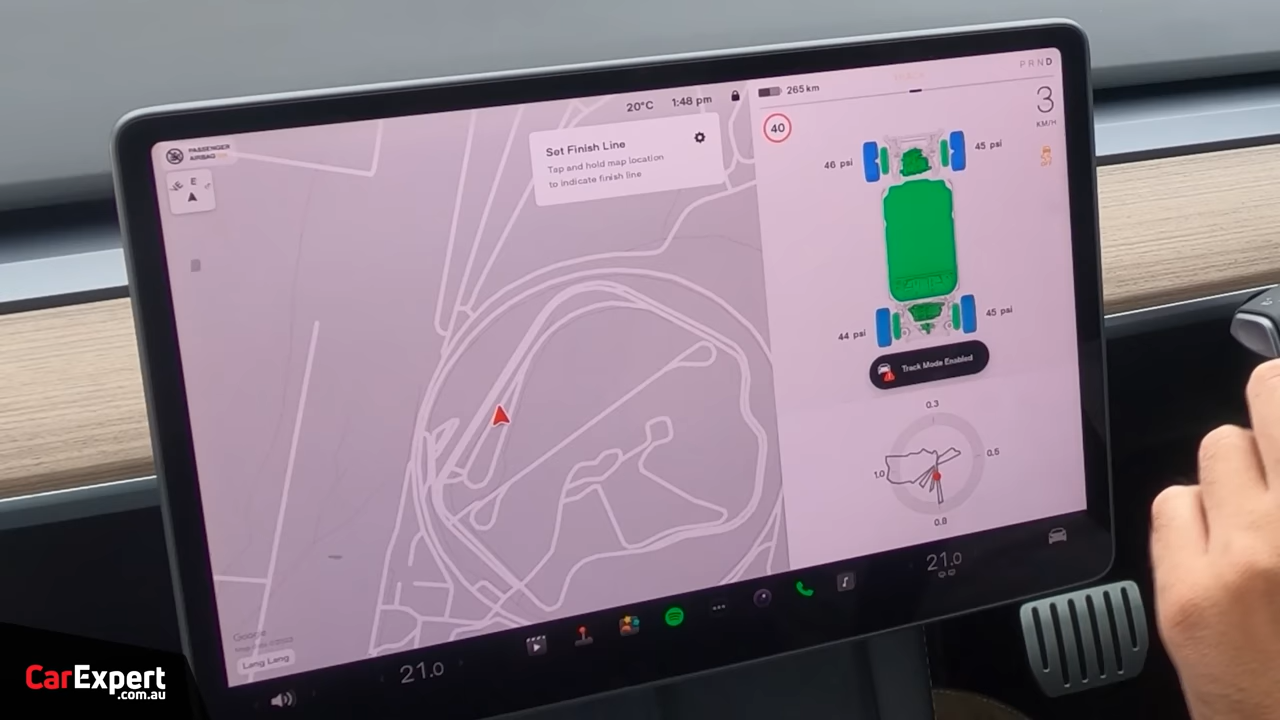 PASSENGER
AIRBAG
E
20°C
1:48 pm
Set Finish Line
Tap and hold map location
to indicate finish line
265 km
PRND
40
3
KM/H
46 psi
45 psi
44 psi
45 psi
Track Mode Enabled
0.3
1.0
0.5
0.8
Google
Lang Lang
21.0
21.0
CarExpert
.com.au